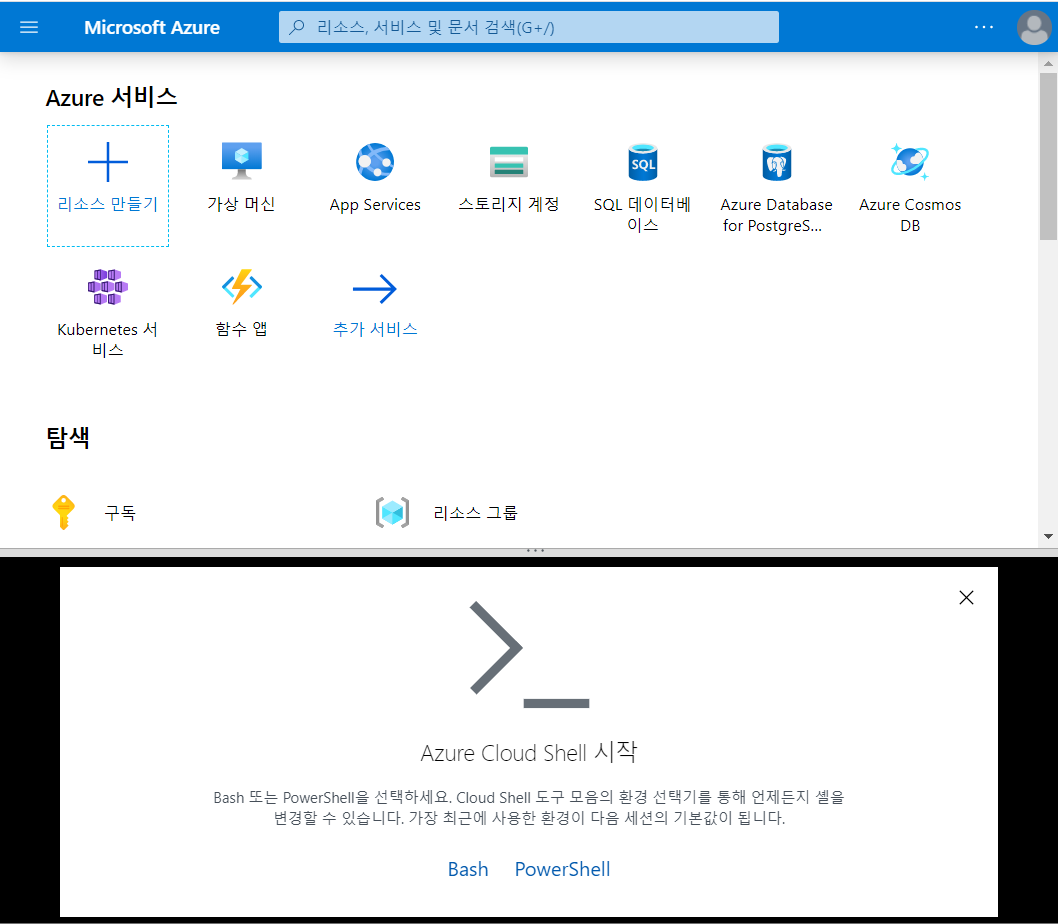 Microsoft Azure
리소스, 서비스 및 문서 검색(G+/)
Azure 서비스
리소스 만들기
가상 머신
App Services
스토리지 계정
SQL 데이터베
이스
Azure Database
for PostgreS...
Azure Cosmos
DB
SQL
Kubernetes 서
비스
함수 앱
추가 서비스
탐색
구독
리소스 그룹
Azure Cloud Shell 시작
Bash 또는 PowerShell을 선택하세요. Cloud Shell 도구 모음의 환경 선택기를 통해 언제든지 셸을
변경할 수 있습니다. 가장 최근에 사용한 환경이 다음 세션의 기본값이 됩니다.
Bash PowerShell